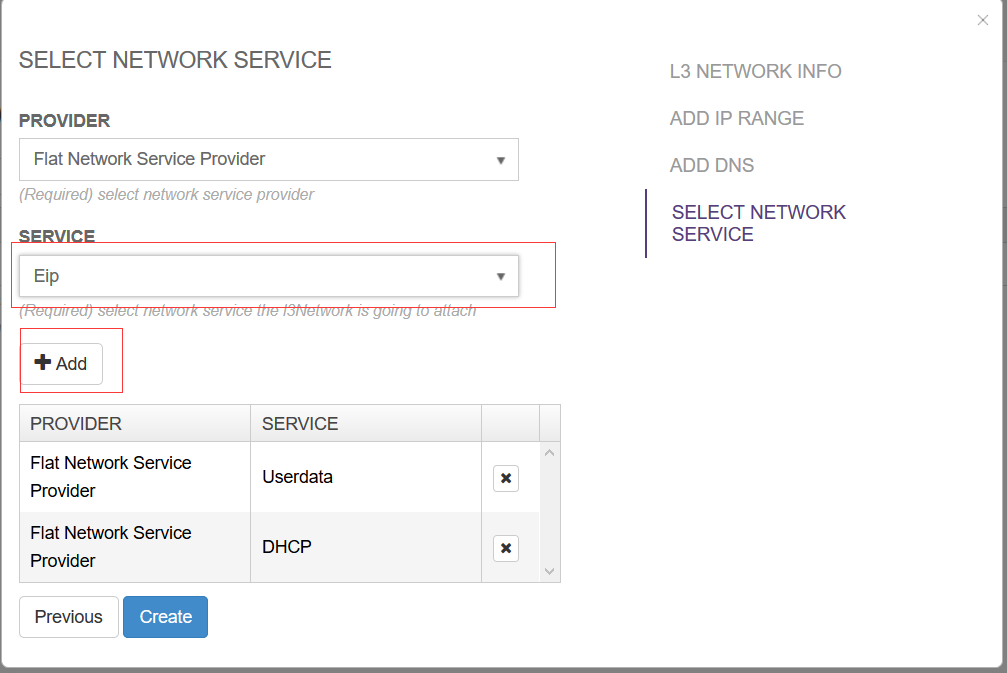 SELECT NETWORK SERVICE
PROVIDER
Flat Network Service Provider
(Required) select network service provider
SERVICE
Eip
(Required) select network service the l3Network is going to attach
Add
PROVIDER SERVICE
Flat Network Service
Provider
Userdata
Flat Network Service
Provider
DHCP
Previous Create
L3 NETWORK INFO
ADD IP RANGE
ADD DNS
SELECT NETWORK
SERVICE